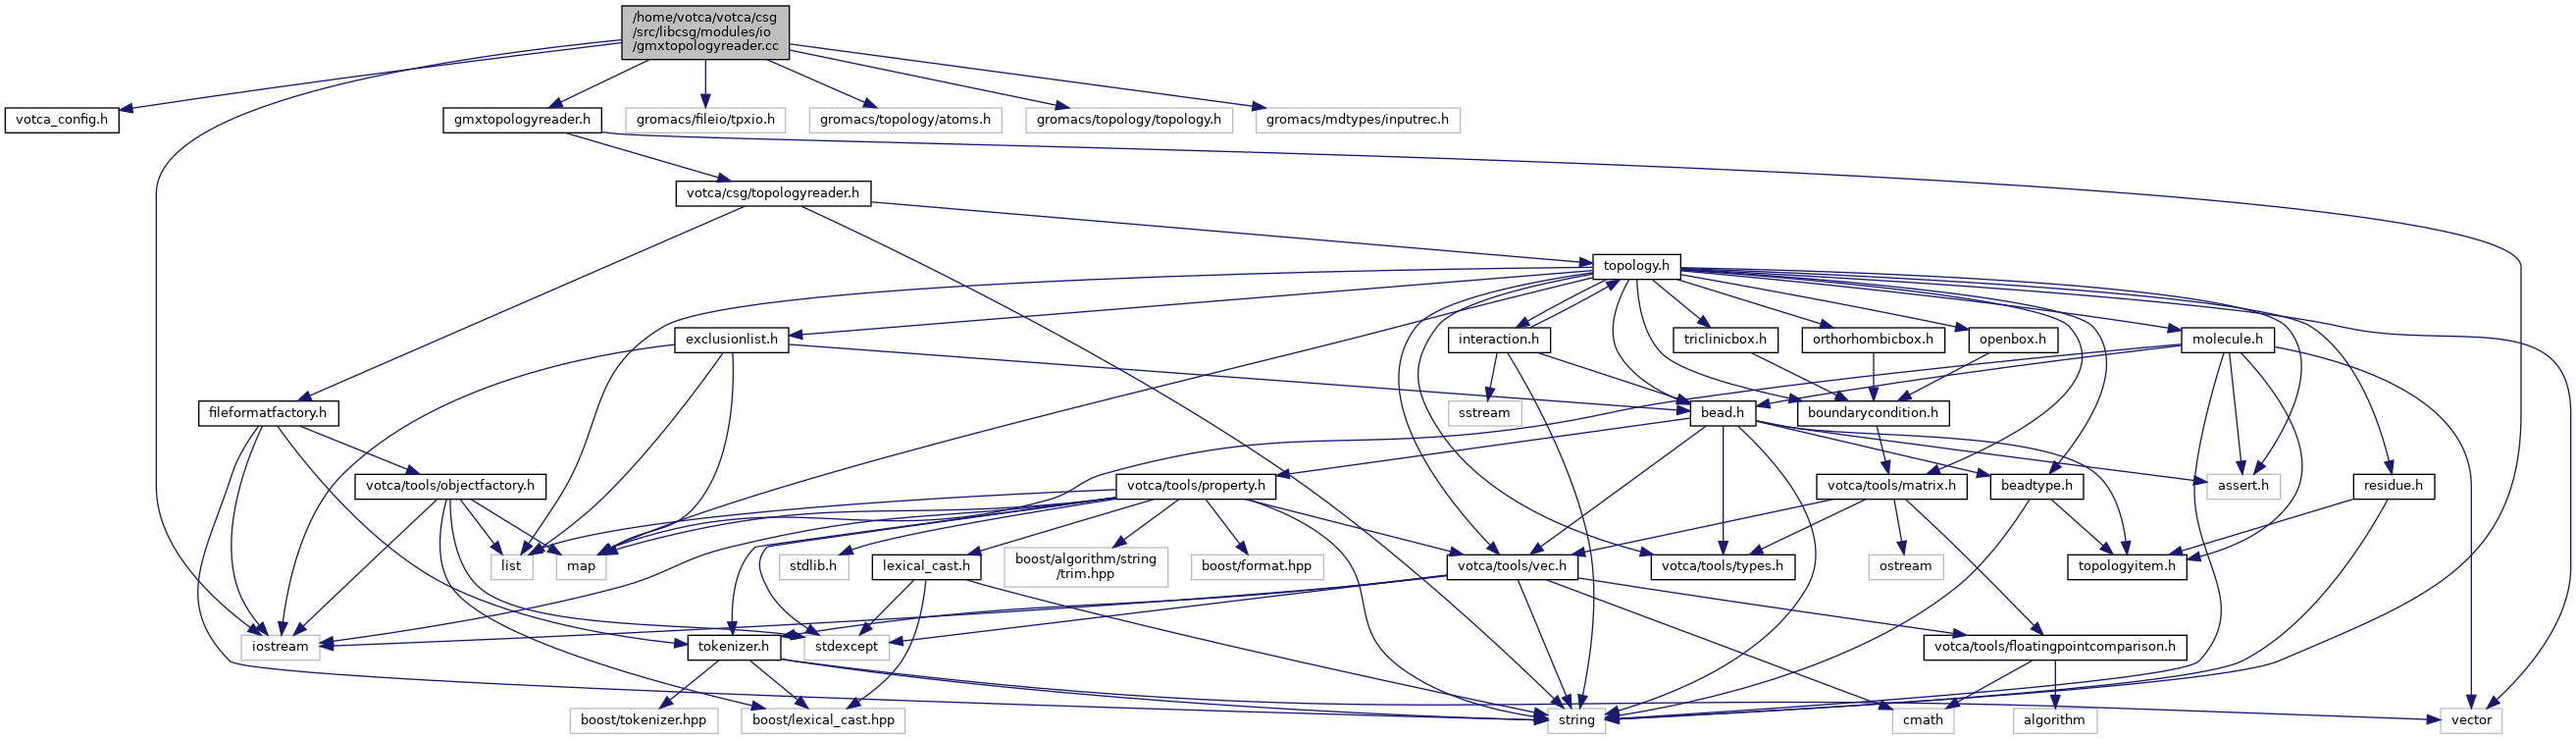 /home/votca/votca/csg
/src/libcsg/modules/io
/gmxtopologyreader.cc
votca_config.h
gmxtopologyreader.h
gromacs/fileio/tpxio.h
gromacs/topology/atoms.h
gromacs/topology/topology.h
gromacs/mdtypes/inputrec.h
votca/csg/topologyreader.h
topology.h
exclusionlist.h
interaction.h
triclinicbox.h
orthorhombicbox.h
openbox.h
molecule.h
fileformatfactory.h
sstream
bead.h
boundarycondition.h
votca/tools/objectfactory.h
votca/tools/property.h
votca/tools/matrix.h
beadtype.h
assert.h
residue.h
list
map
stdlib.h
lexical_cast.h
boost/algorithm/string
/trim.hpp
boost/format.hpp
votca/tools/vec.h
votca/tools/types.h
ostream
topologyitem.h
iostream
tokenizer.h
stdexcept
votca/tools/floatingpointcomparison.h
boost/tokenizer.hpp
boost/lexical_cast.hpp
string
cmath
algorithm
vector